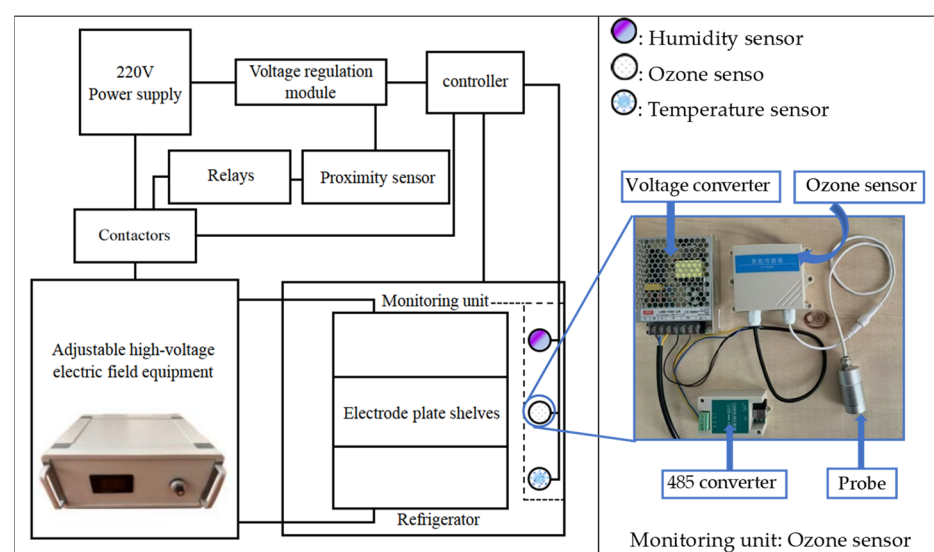 220V
Power supply
Voltage regulation
module
controller
Relays
Proximity sensor
Contactors
Monitoring unit
Adjustable high-voltage
electric field equipment
Electrode plate shelves
Refrigerator
: Humidity sensor
: Ozone senso
: Temperature sensor
Voltage converter
Ozone sensor
485 converter
Probe
Monitoring unit: Ozone sensor